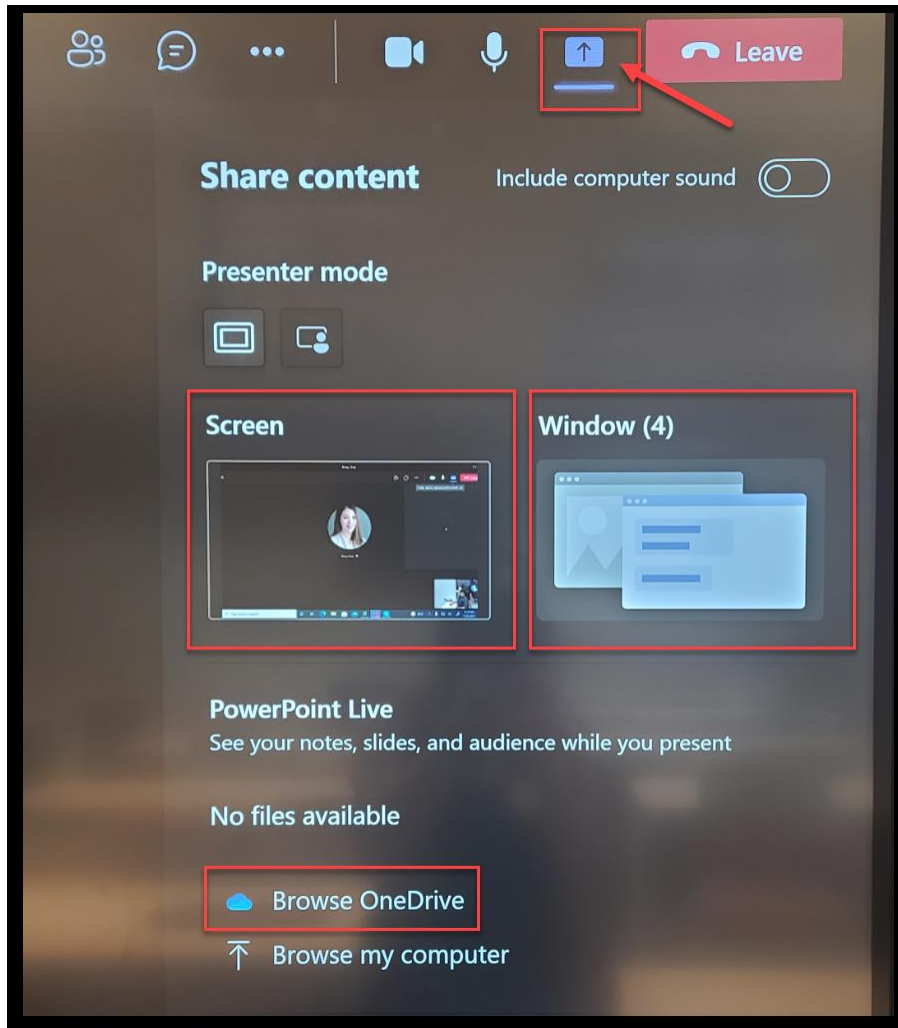 Leave
Share content
Include computer sound
Presenter mode
Screen
Window (4)
PowerPoint Live
See your notes, slides, and audience while you present
No files available
Browse OneDrive
Browse my computer